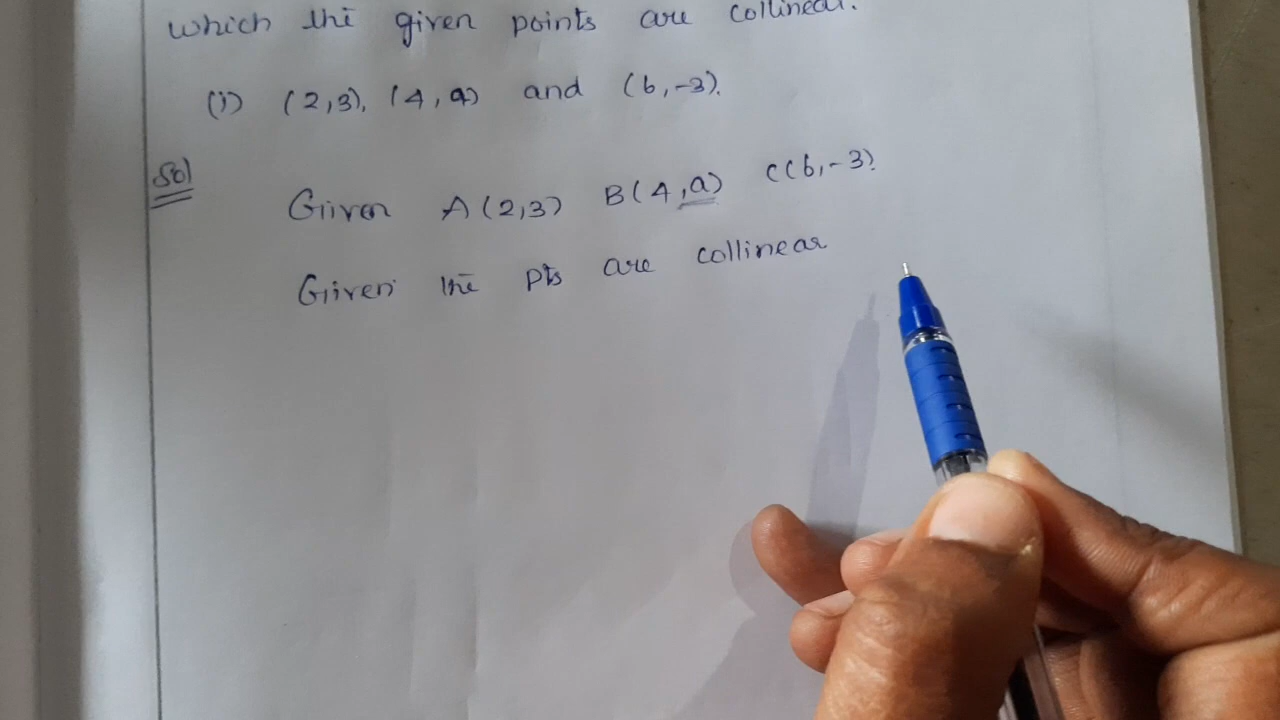 which the given points are collinear.
(i) (2,3), (4,a) and (6,-3).
Sol
Given A(2,3) B(4,a) C(6,-3)
Given the pts are collinear